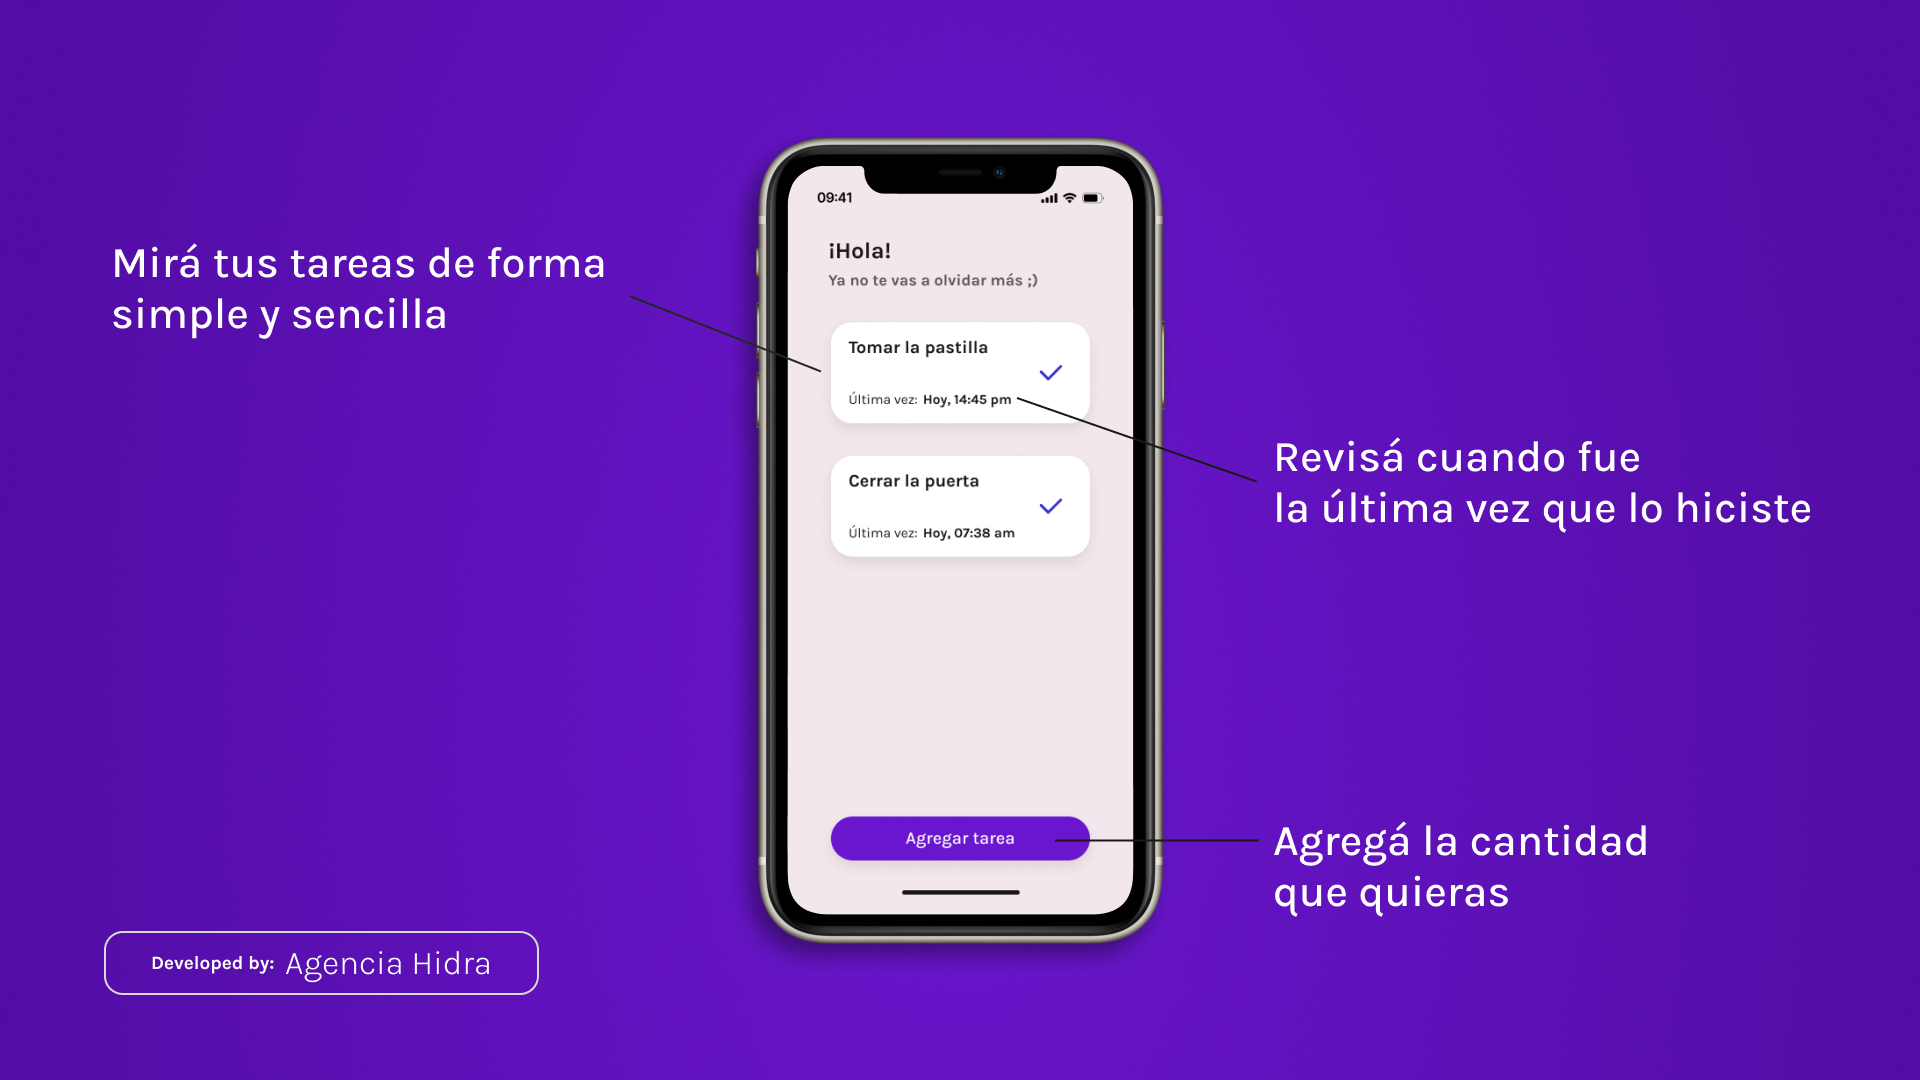 Mirá tus tareas de forma
simple y sencilla
09:41
¡Hola!
Ya no te vas a olvidar más ;)
Tomar la pastilla
Última vez: Hoy, 14:45 pm
Cerrar la puerta
Última vez: Hoy, 07:38 am
Agregar tarea
Revisá cuando fue
la última vez que lo hiciste
Agregá la cantidad
que quieras
Developed by: Agencia Hidra